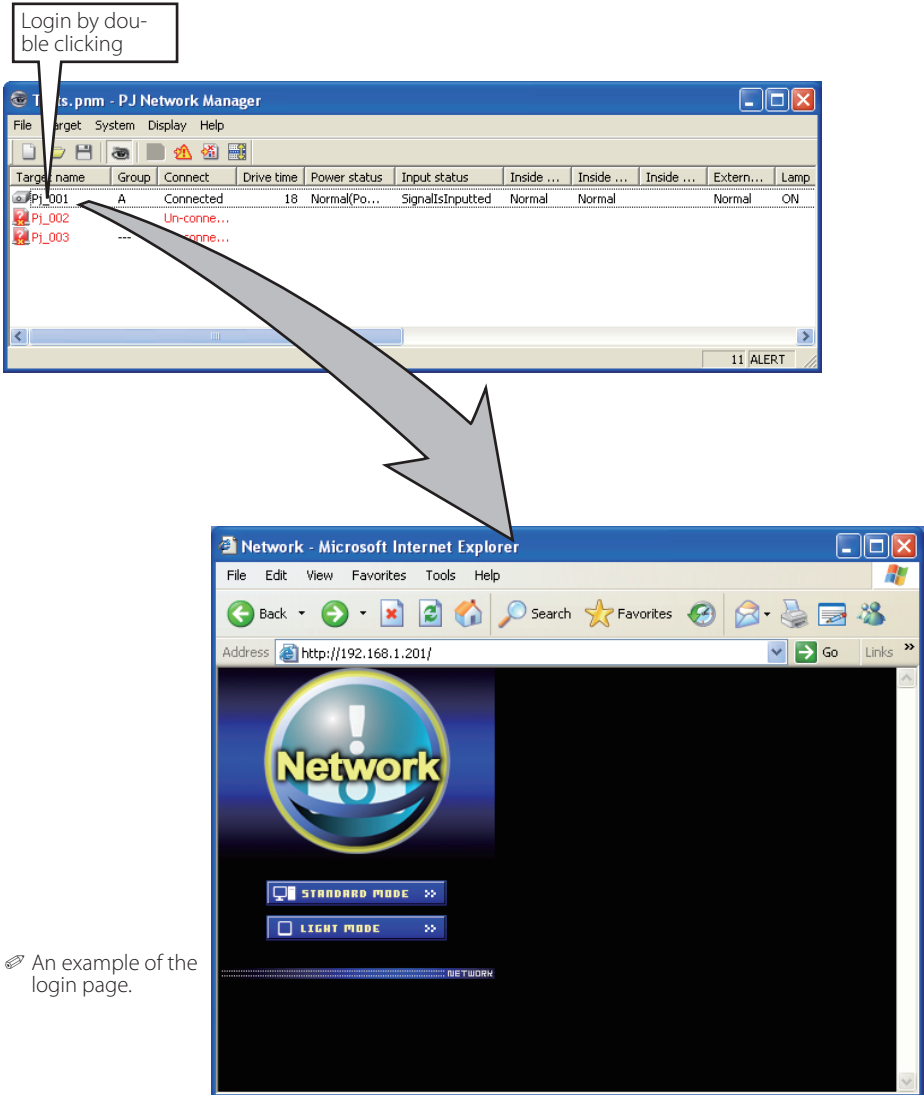 Login by dou-
ble clicking
ts.pnm - PJ Network Manager
File Target System Display Help
Target name Group Connect Drive time Power status Input status Inside ... Inside ... Inside ... Extern... Lamp
Pj_001 A Connected 18 Normal(Po... SignalIsInputted Normal Normal Normal ON
Pj_002 Un-conne...
Pj_003 --- conne...
11 ALERT
Network - Microsoft Internet Explorer
File Edit View Favorites Tools Help
Back Search Favorites
Address http://192.168.1.201/ Go Links »
Network
STANDARD MODE >>
LIGHT MODE >>
NETWORK
An example of the
login page.